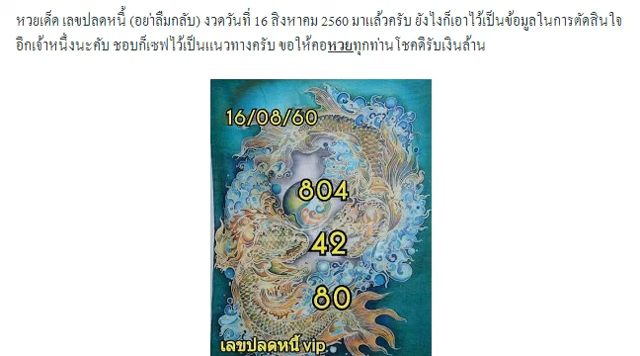 หวยเด็ด เลขปลดหนี้ (อย่าลืมกลับ) งวดวันที่ 16 สิงหาคม 2560 มาแล้วครับ ยังไงก็เอาไว้เป็นข้อมูลในการตัดสินใจ
อีกเจ้าหนึ่งนะคับ ชอบก็เซฟไว้เป็นแนวทางครับ ขอให้คอหวยทุกท่านโชคดีรับเงินล้าน
16/08/60
804
42
80
เลขปลดหนี้ vip